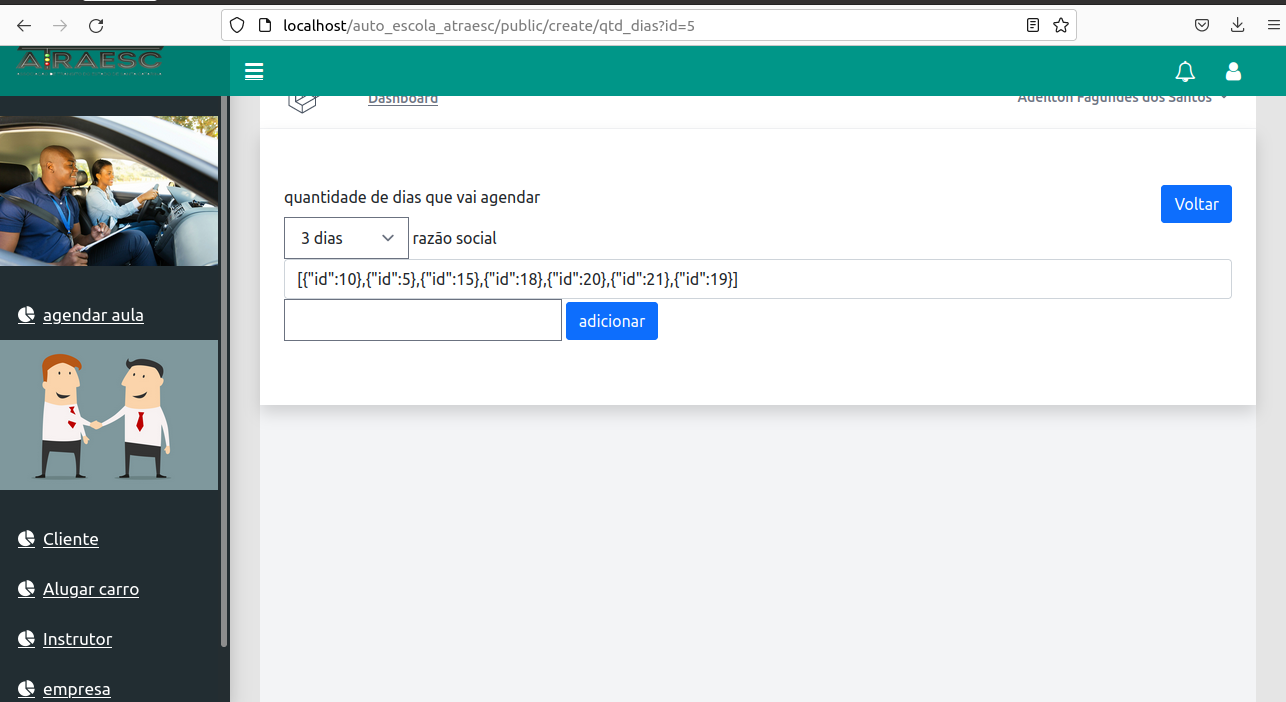 localhost/auto_escola_atraesc/public/create/qtd_dias?id=5
ATRAESC
Dashboard
Adeilton Fagundes dos Santos
quantidade de dias que vai agendar
Voltar
3 dias
razão social
[{"id":10},{"id":5},{"id":15},{"id":18},{"id":20},{"id":21},{"id":19}]
adicionar
agendar aula
Cliente
Alugar carro
Instrutor
empresa